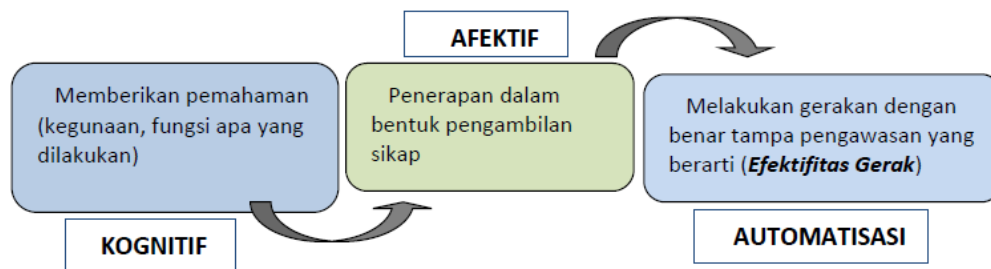 AFEKTIF
Memberikan pemahaman
(kegunaan, fungsi apa yang
dilakukan)
KOGNITIF
Penerapan dalam
bentuk pengambilan
sikap
Melakukan gerakan dengan
benar tampa pengawasan yang
berarti (Efektifitas Gerak)
AUTOMATISASI